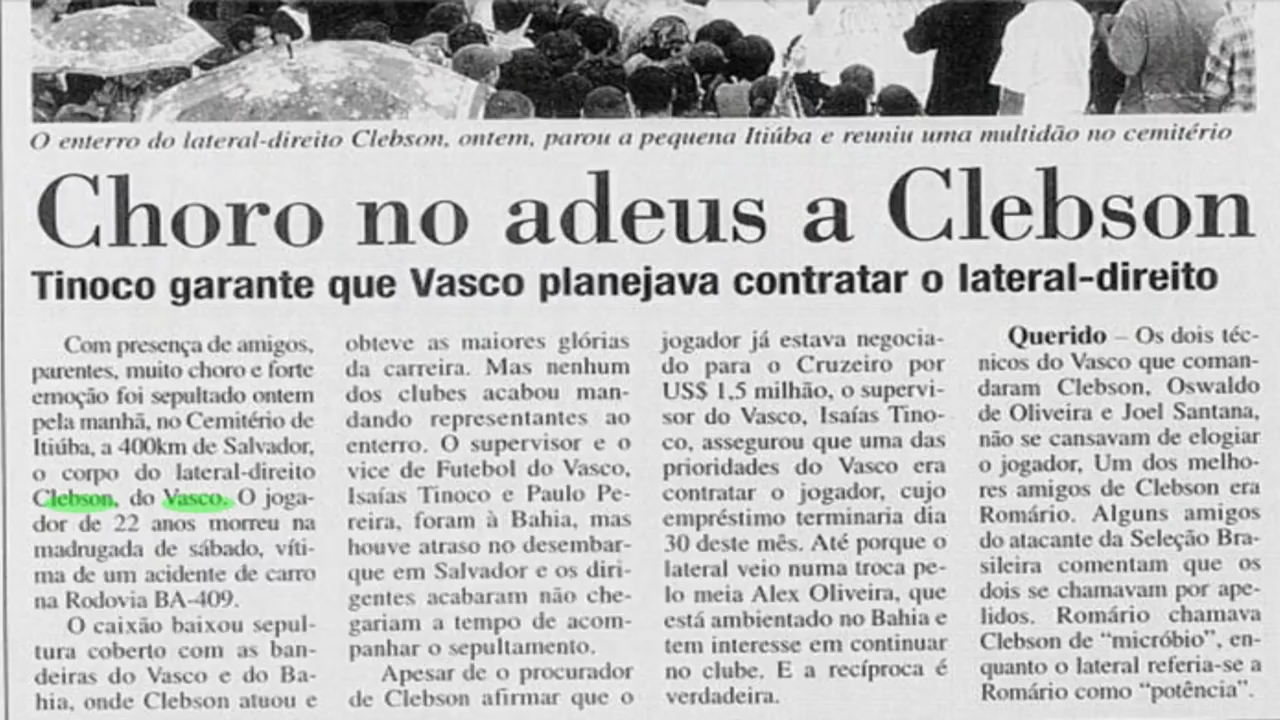 O enterro do lateral-direito Clebson, ontem, parou a pequena Itiúba e reuniu uma multidão no cemitério
Choro no adeus a Clebson
Tinoco garante que Vasco planejava contratar o lateral-direito
Com presença de amigos,
parentes, muito choro e forte
emoção foi sepultado ontem
pela manhã, no Cemitério de
Itiúba, a 400km de Salvador,
o corpo do lateral-direito
Clebson, do Vasco. O joga-
dor de 22 anos morreu na
madrugada de sábado, víti-
ma de um acidente de carro
na Rodovia BA-409.
O caixão baixou sepul-
tura coberto com as ban-
deiras do Vasco e do Ba-
hia, onde Clebson atuou e
obteve as maiores glórias
da carreira. Mas nenhum
dos clubes acabou man-
dando representantes ao
enterro. O supervisor e o
vice de Futebol do Vasco,
Isaías Tinoco e Paulo Pe-
reira, foram à Bahia, mas
houve atraso no desembar-
que em Salvador e os diri-
gentes acabaram não che-
gariam a tempo de acom-
panhar o sepultamento.
Apesar de o procurador
de Clebson afirmar que o
jogador já estava negocia-
do para o Cruzeiro por
US$ 1,5 milhão, o supervi-
sor do Vasco, Isaías Tino-
co, assegurou que uma das
prioridades do Vasco era
contratar o jogador, cujo
empréstimo terminaria dia
30 deste mês. Até porque o
lateral veio numa troca pe-
lo meia Alex Oliveira, que
está ambientado no Bahia e
tem interesse em continuar
no clube. E a recíproca é
verdadeira.
Querido – Os dois téc-
nicos do Vasco que coman-
daram Clebson, Oswaldo
de Oliveira e Joel Santana,
não se cansavam de elogiar
o jogador, Um dos melho-
res amigos de Clebson era
Romário. Alguns amigos
do atacante da Seleção Bra-
sileira comentam que os
dois se chamavam por ape-
lidos. Romário chamava
Clebson de “micróbio”, en-
quanto o lateral referia-se a
Romário como “potência”.